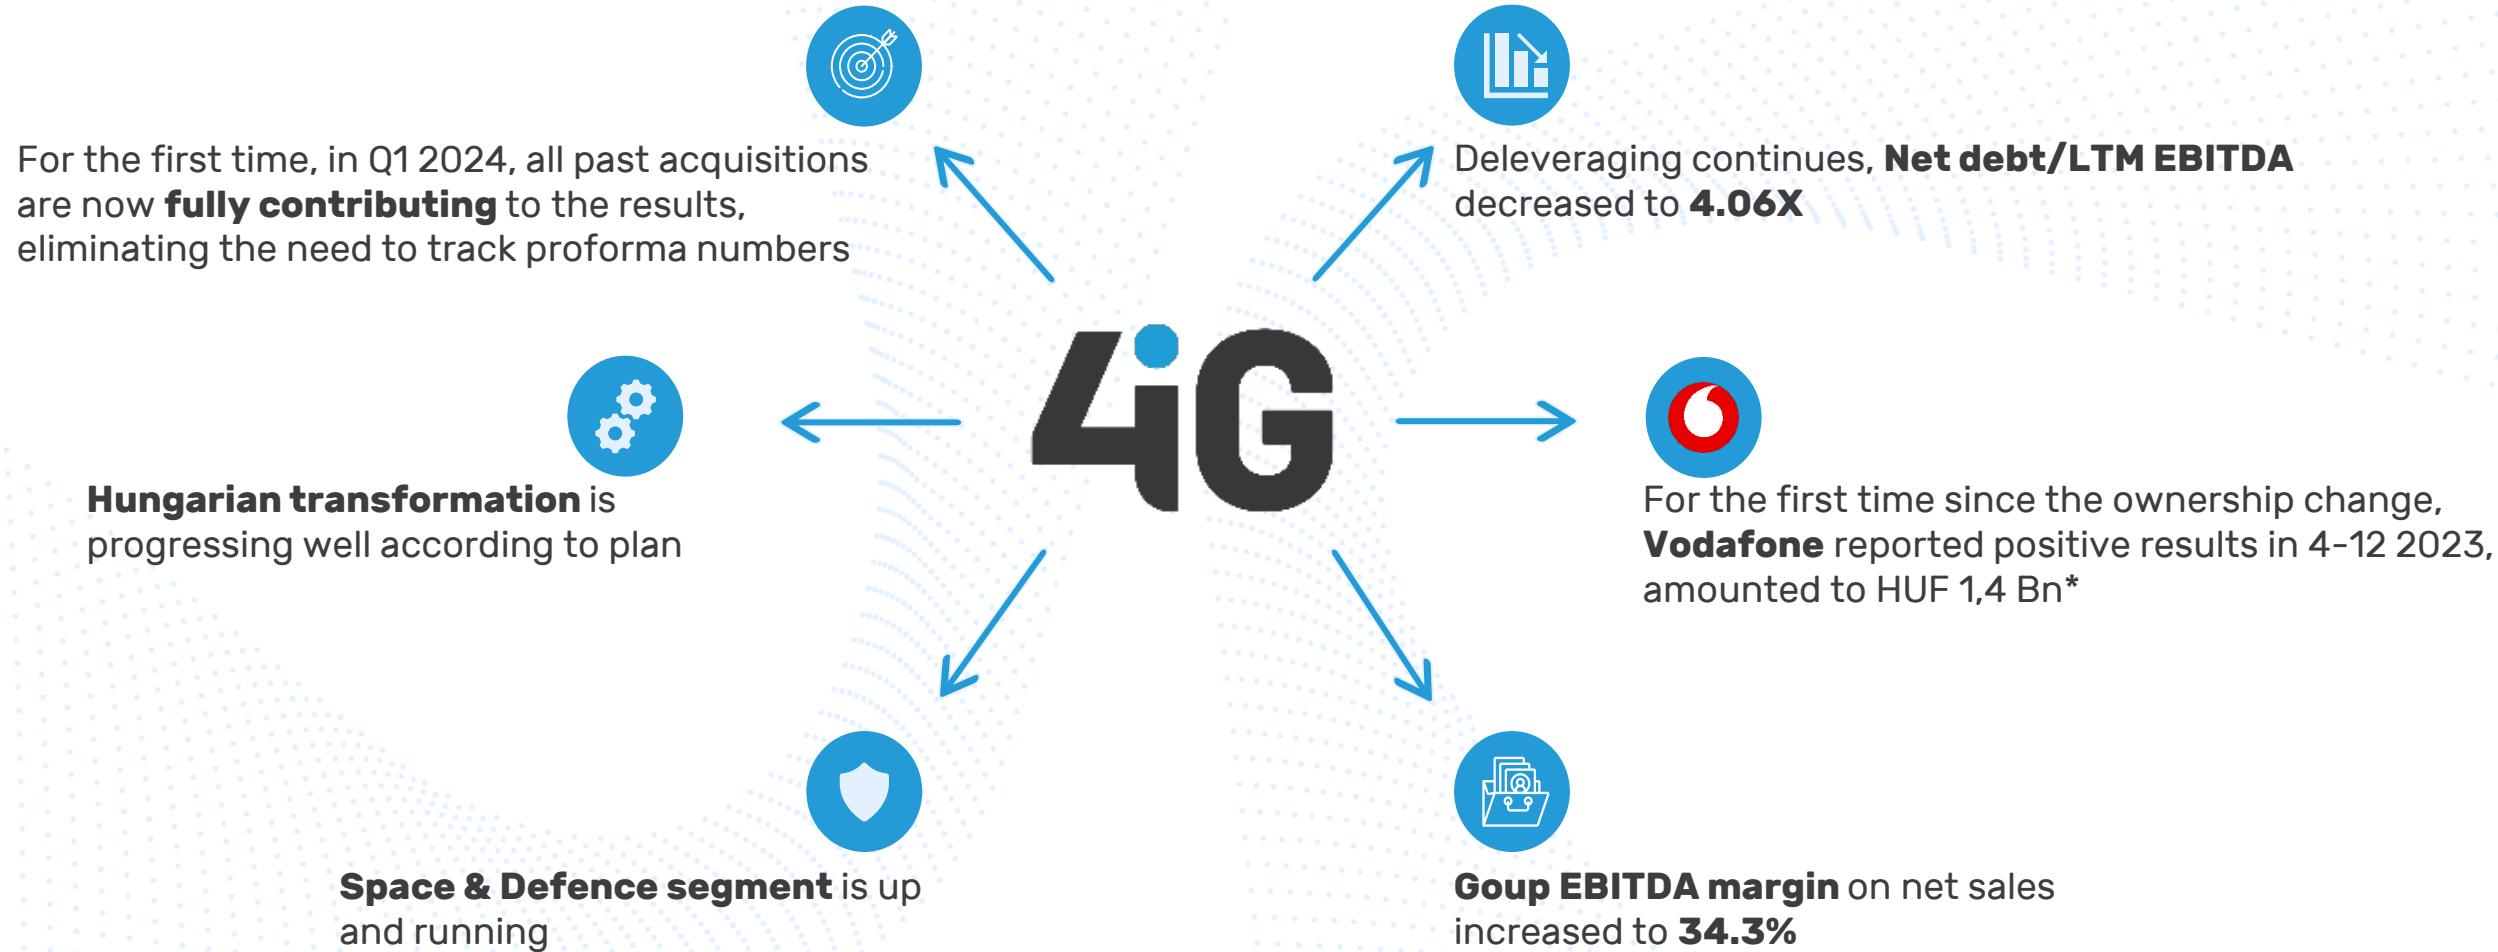 For the first time, in Q1 2024, all past acquisitions
are now fully contributing to the results,
eliminating the need to track proforma numbers
Deleveraging continues, Net debt/LTM EBITDA
decreased to 4.06X
4iG
Hungarian transformation is
progressing well according to plan
For the first time since the ownership change,
Vodafone reported positive results in 4-12 2023,
amounted to HUF 1,4 Bn*
Space & Defence segment is up
and running
Goup EBITDA margin on net sales
increased to 34.3%